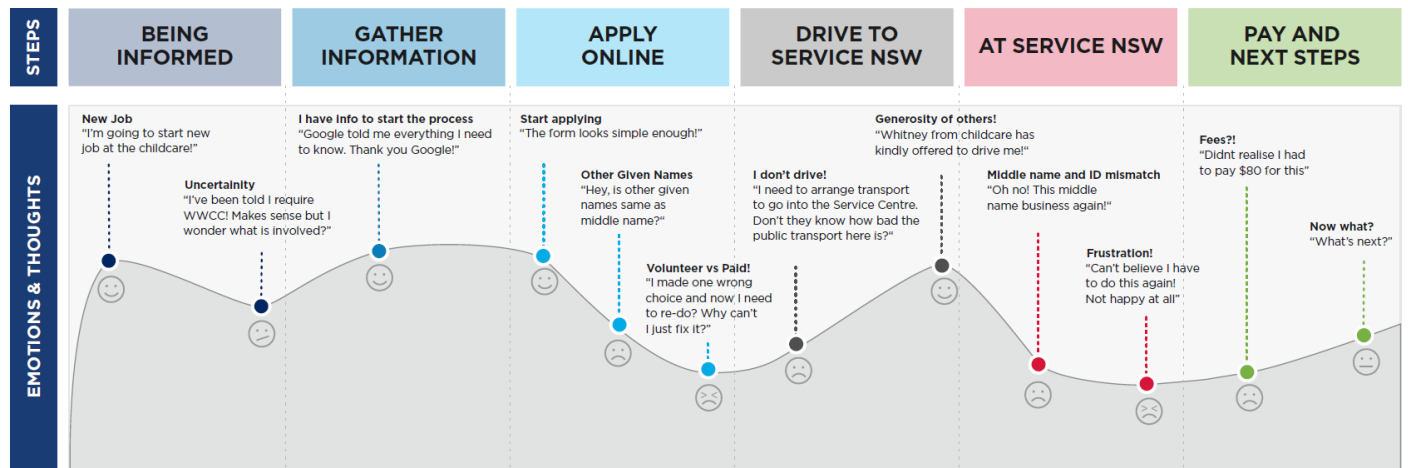 STEPS
BEING
INFORMED
GATHER
INFORMATION
APPLY
ONLINE
DRIVE TO
SERVICE NSW
AT SERVICE NSW
PAY AND
NEXT STEPS
EMOTIONS & THOUGHTS
New Job
“I’m going to start new
job at the childcare!”
Uncertainity
“I’ve been told I require
WWCC! Makes sense but I
wonder what is involved?”
I have info to start the process
“Google told me everything I need
to know. Thank you Google!”
Start applying
“The form looks simple enough!”
Other Given Names
“Hey, is other given
names same as
middle name?“
Volunteer vs Paid!
“I made one wrong
choice and now I need
to re-do? Why can’t
I just fix it?”
I don’t drive!
“I need to arrange transport
to go into the Service Centre.
Don’t they know how bad the
public transport here is?“
Generosity of others!
“Whitney from childcare has
kindly offered to drive me!“
Middle name and ID mismatch
“Oh no! This middle
name business again!“
Frustration!
“Can’t believe I have
to do this again!
Not happy at all”
Fees?!
“Didnt realise I had
to pay $80 for this”
Now what?
“What’s next?”